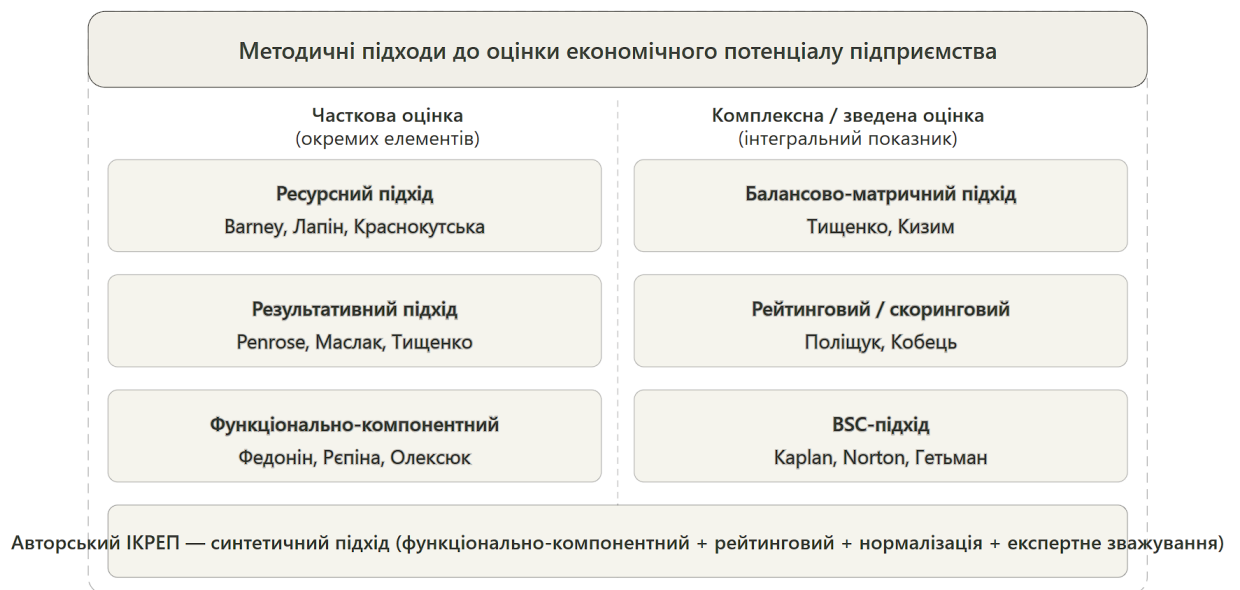 Методичні підходи до оцінки економічного потенціалу підприємства
Часткова оцінка
(окремих елементів)
Ресурсний підхід
Barney, Лапін, Краснокутська
Результативний підхід
Penrose, Маслак, Тищенко
Функціонально-компонентний
Федонін, Рєпіна, Олексюк
Комплексна / зведена оцінка
(інтегральний показник)
Балансово-матричний підхід
Тищенко, Кизим
Рейтинговий / скоринговий
Поліщук, Кобець
BSC-підхід
Kaplan, Norton, Гетьман
Авторський ІКРЕП — синтетичний підхід (функціонально-компонентний + рейтинговий + нормалізація + експертне зважування)